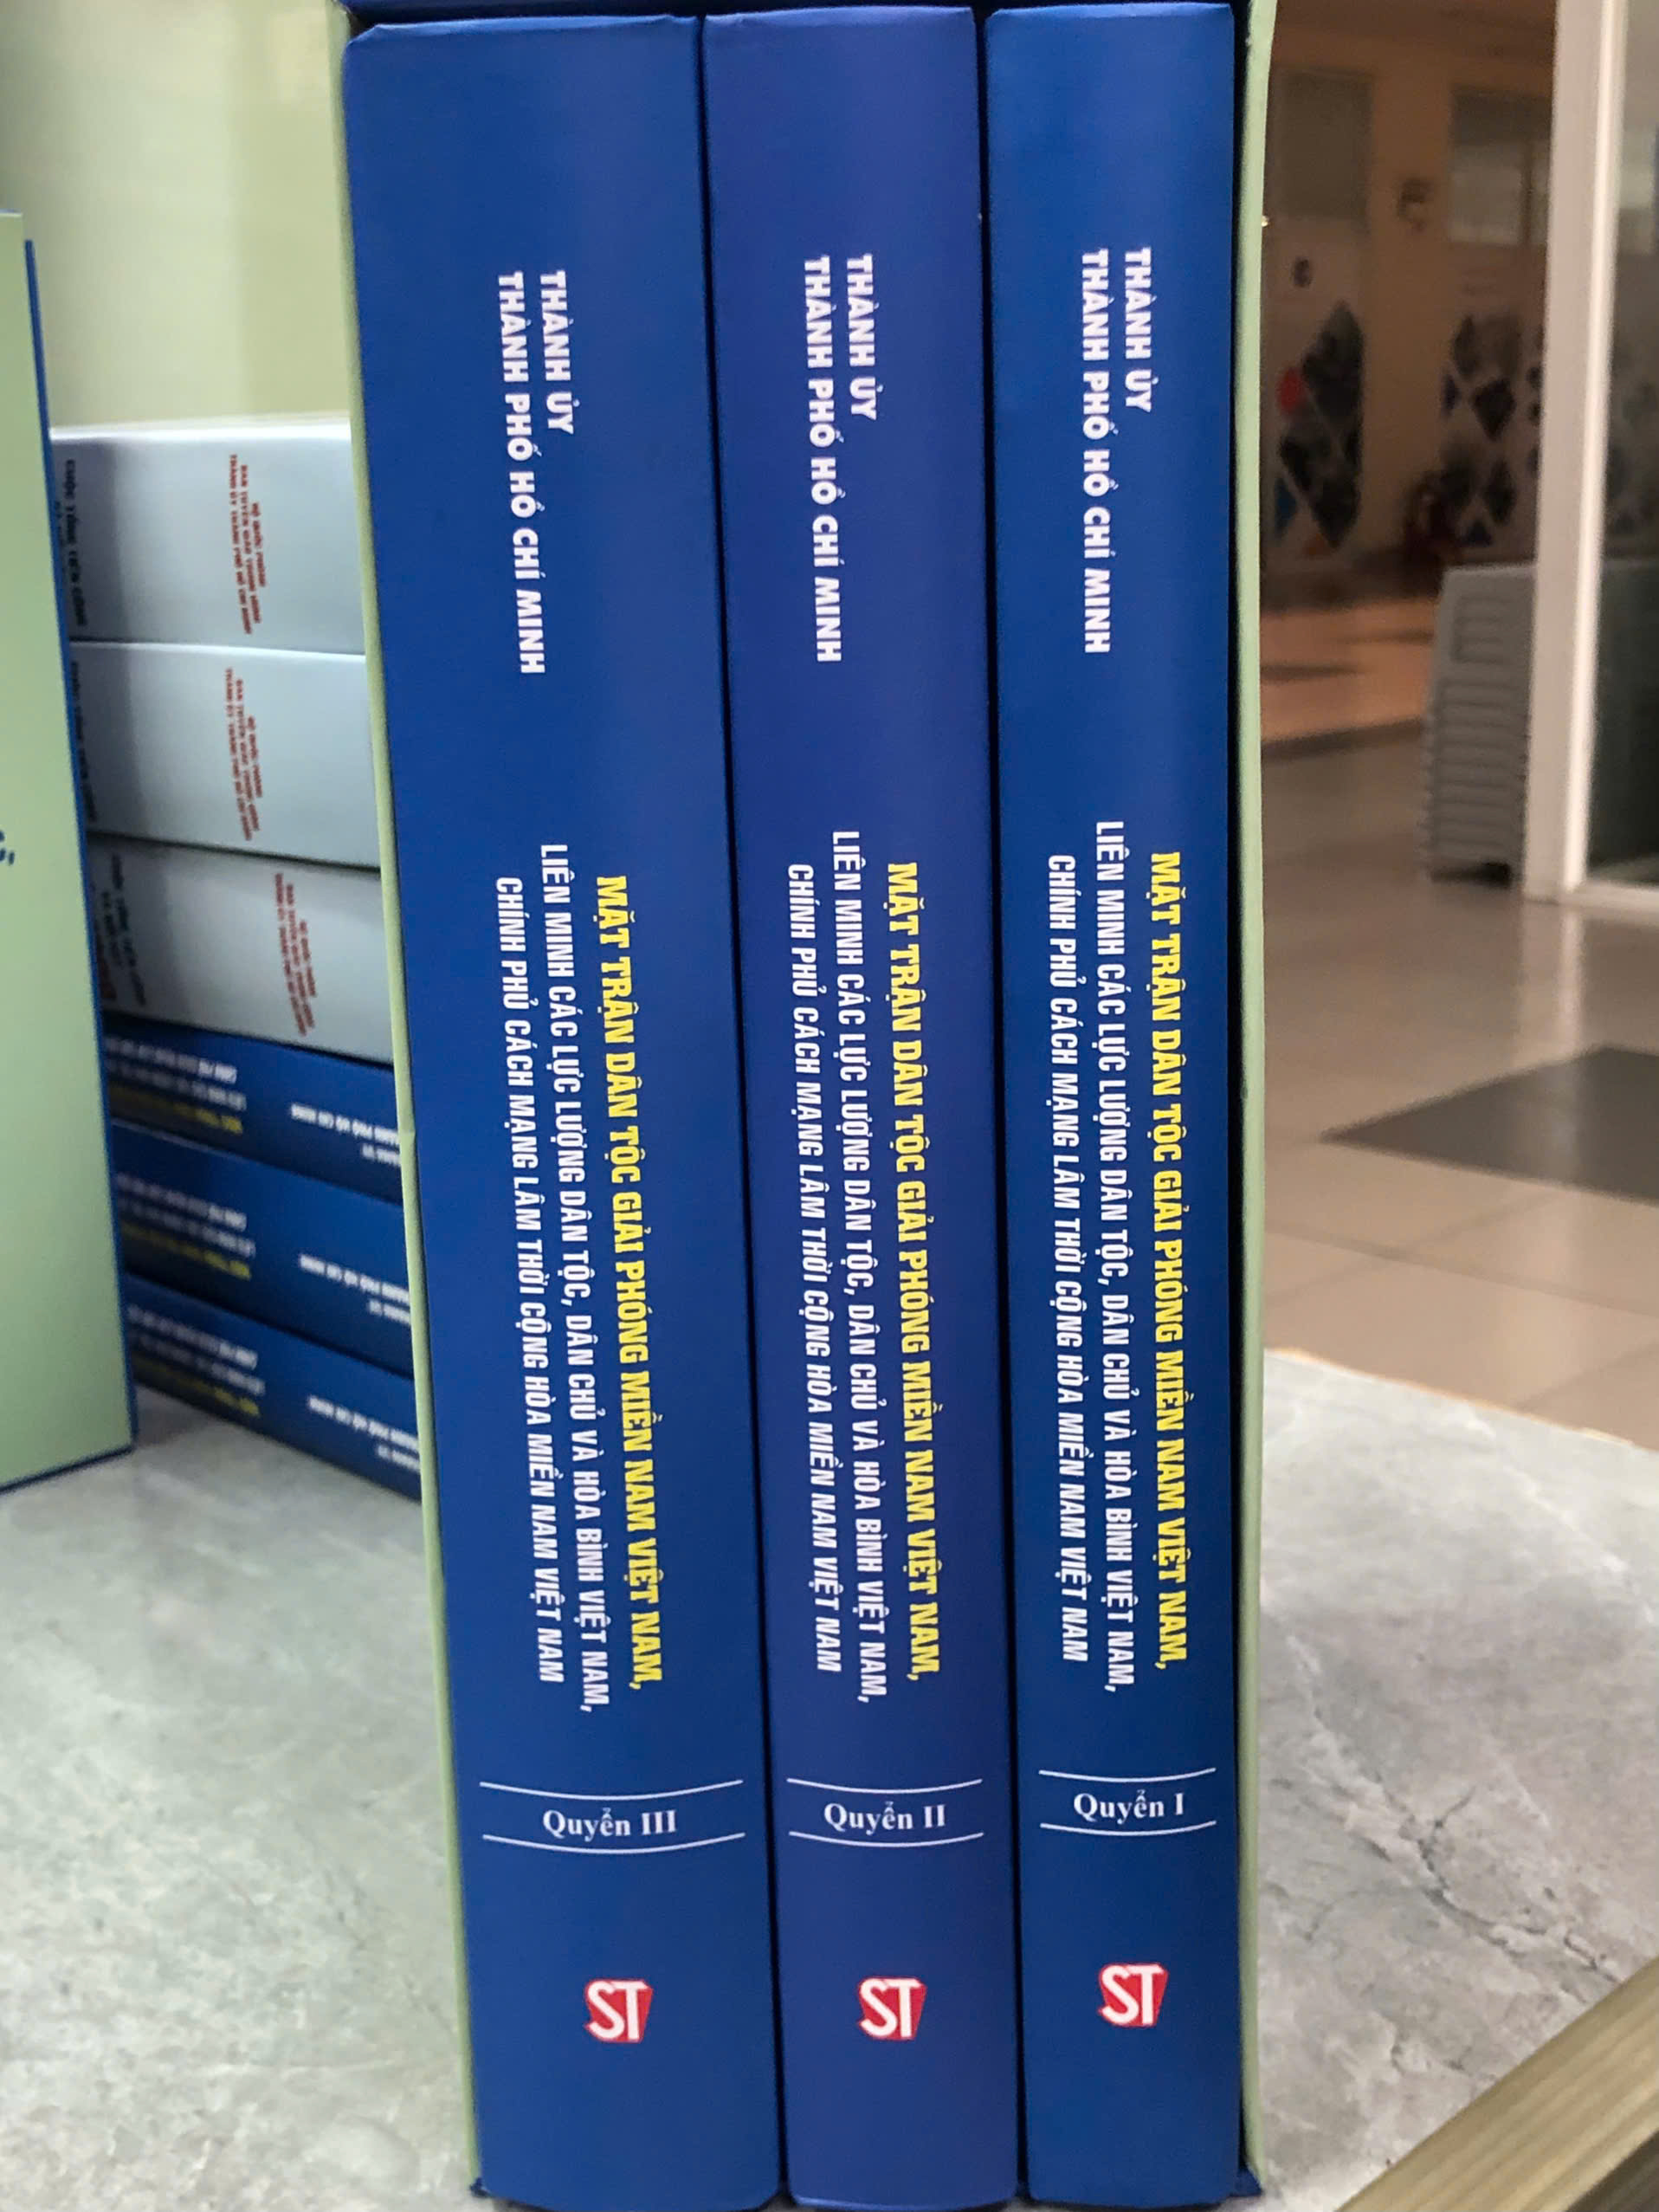 THÀNH ỦY
THÀNH PHỐ HỒ CHÍ MINH
MẶT TRẬN DÂN TỘC GIẢI PHÓNG MIỀN NAM VIỆT NAM,
LIÊN MINH CÁC LỰC LƯỢNG DÂN TỘC, DÂN CHỦ VÀ HÒA BÌNH VIỆT NAM,
CHÍNH PHỦ CÁCH MẠNG LÂM THỜI CỘNG HÒA MIỀN NAM VIỆT NAM
Quyển III
ST
THÀNH ỦY
THÀNH PHỐ HỒ CHÍ MINH
MẶT TRẬN DÂN TỘC GIẢI PHÓNG MIỀN NAM VIỆT NAM,
LIÊN MINH CÁC LỰC LƯỢNG DÂN TỘC, DÂN CHỦ VÀ HÒA BÌNH VIỆT NAM,
CHÍNH PHỦ CÁCH MẠNG LÂM THỜI CỘNG HÒA MIỀN NAM VIỆT NAM
Quyển II
ST
THÀNH ỦY
THÀNH PHỐ HỒ CHÍ MINH
MẶT TRẬN DÂN TỘC GIẢI PHÓNG MIỀN NAM VIỆT NAM,
LIÊN MINH CÁC LỰC LƯỢNG DÂN TỘC, DÂN CHỦ VÀ HÒA BÌNH VIỆT NAM,
CHÍNH PHỦ CÁCH MẠNG LÂM THỜI CỘNG HÒA MIỀN NAM VIỆT NAM
Quyển I
ST